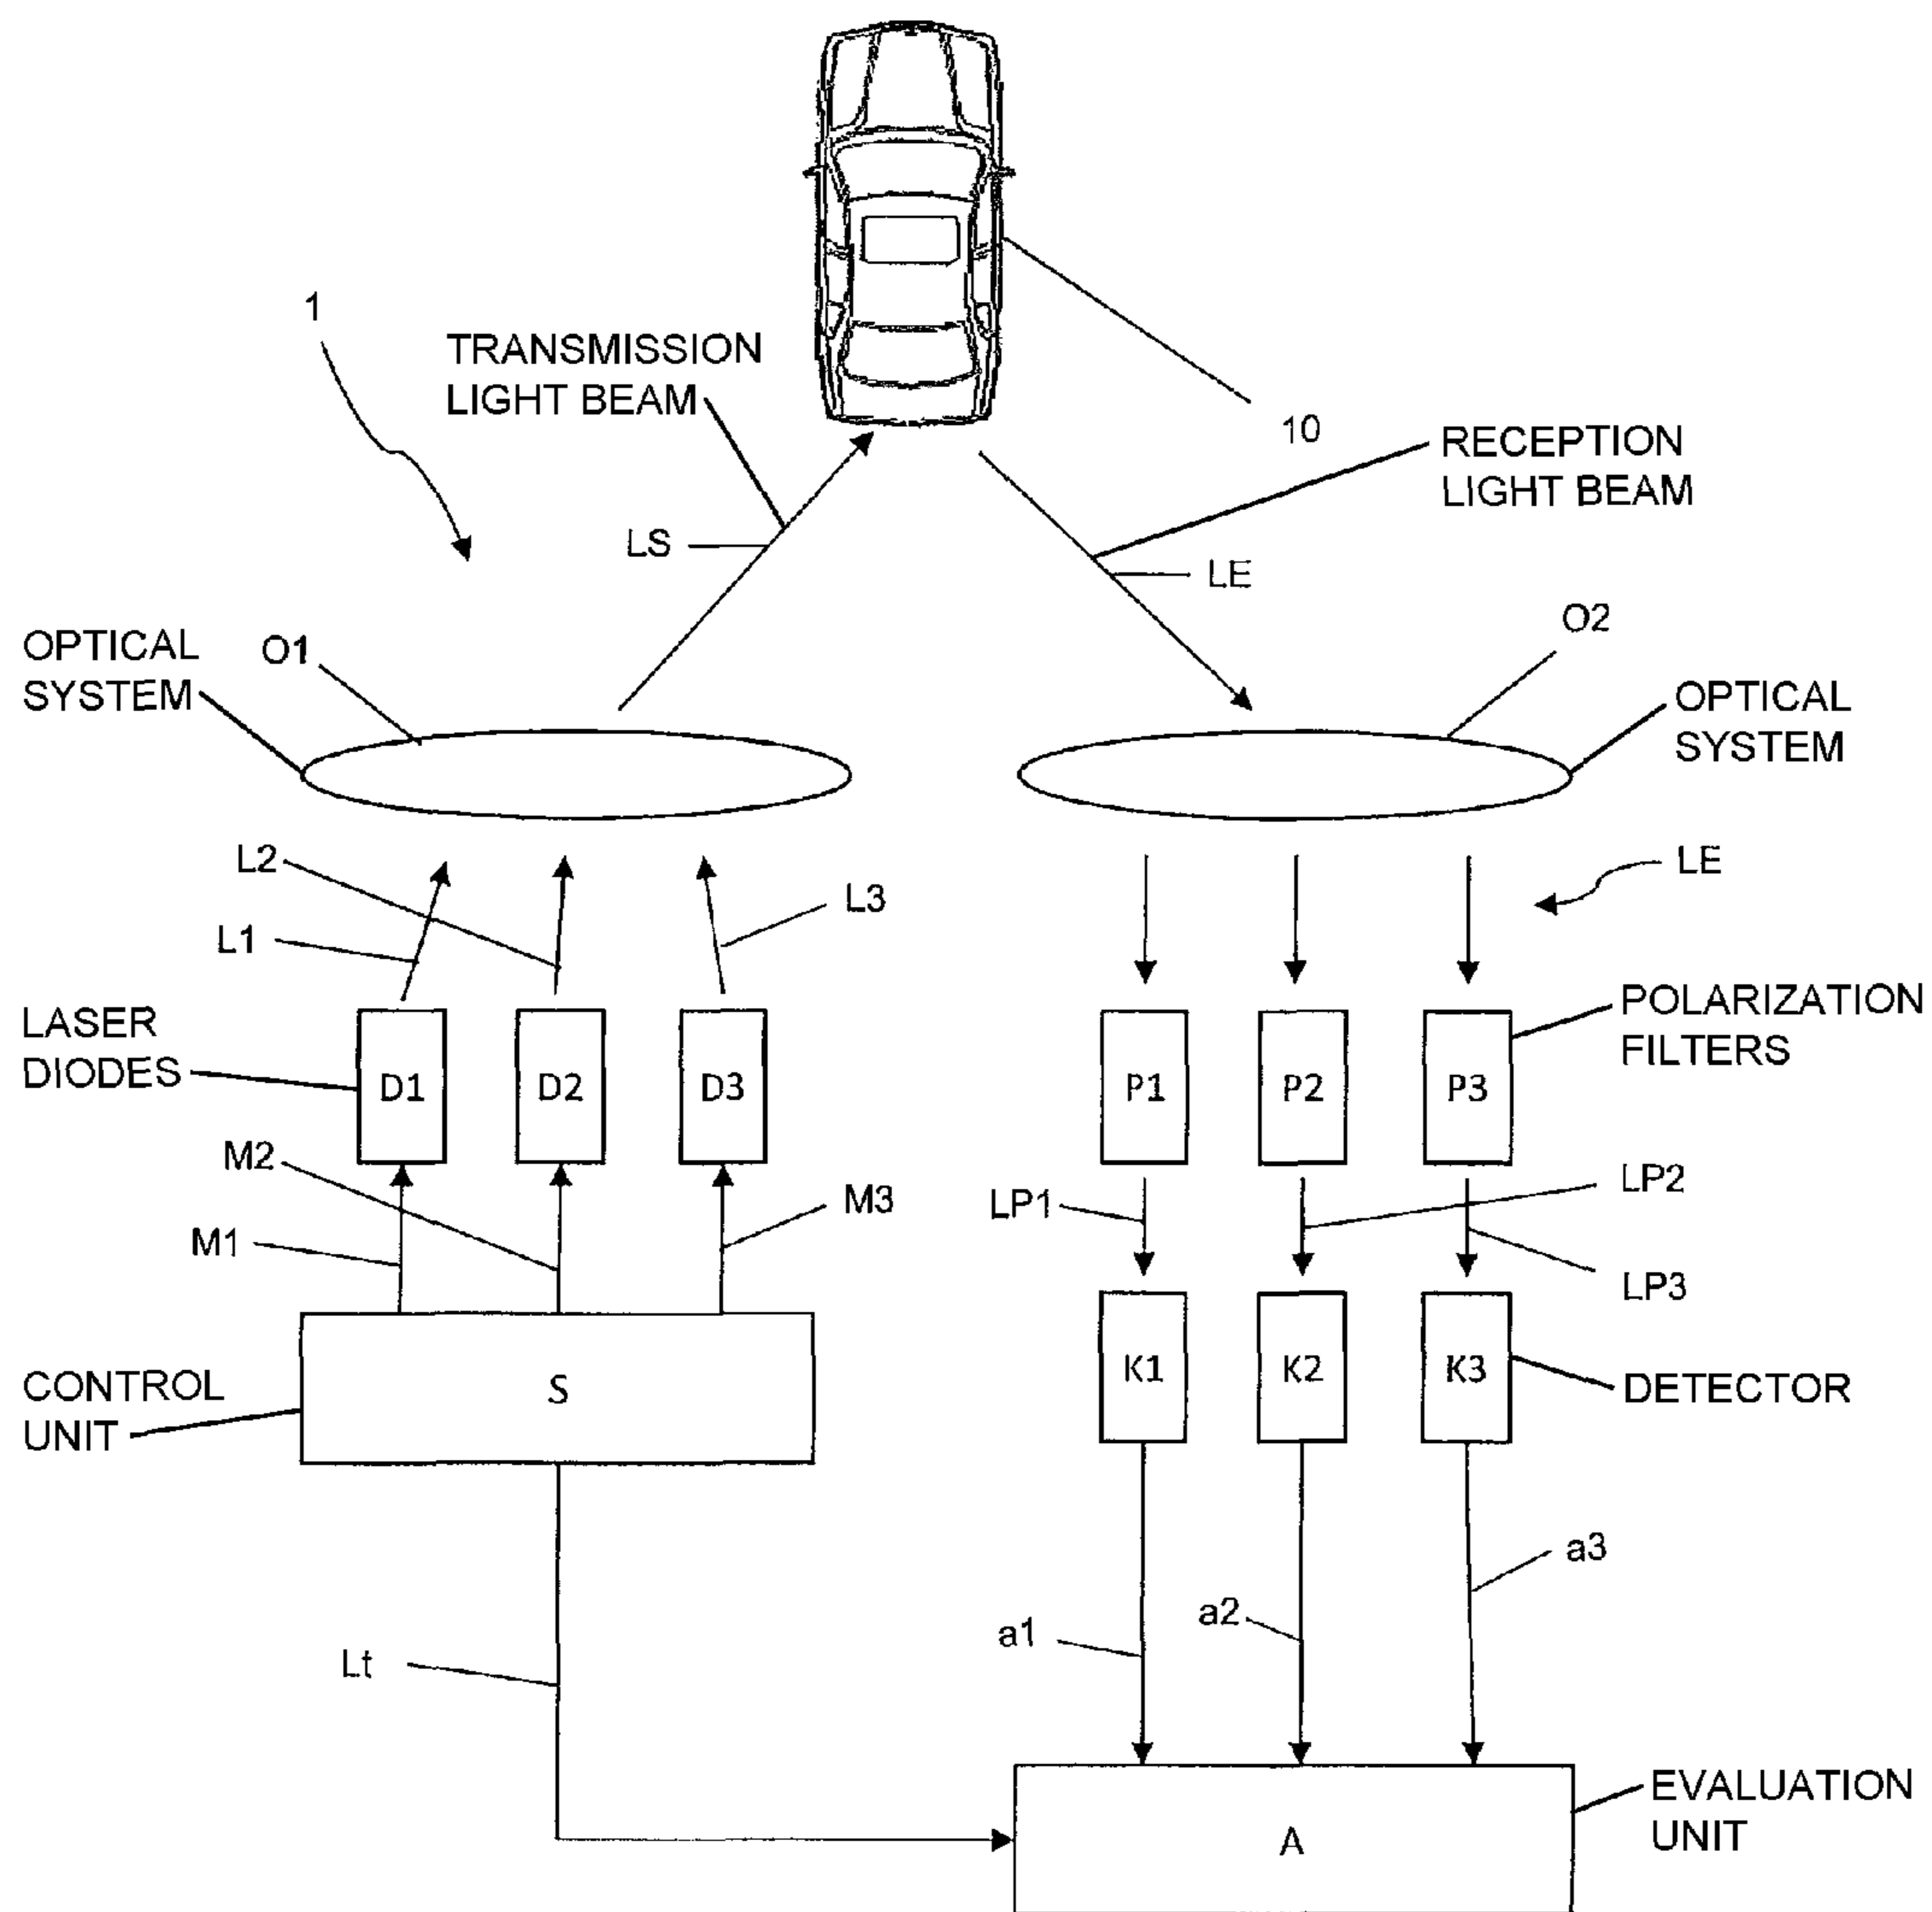 1
TRANSMISSION
LIGHT BEAM
10
RECEPTION
LIGHT BEAM
LS
LE
OPTICAL
SYSTEM
O1
O2
OPTICAL
SYSTEM
L2
L1
L3
LE
LASER
DIODES
D1
D2
D3
P1
P2
P3
POLARIZATION
FILTERS
M2
M1
M3
LP1
LP2
LP3
CONTROL
UNIT
S
K1
K2
K3
DETECTOR
a1
a2
a3
Lt
A
EVALUATION
UNIT